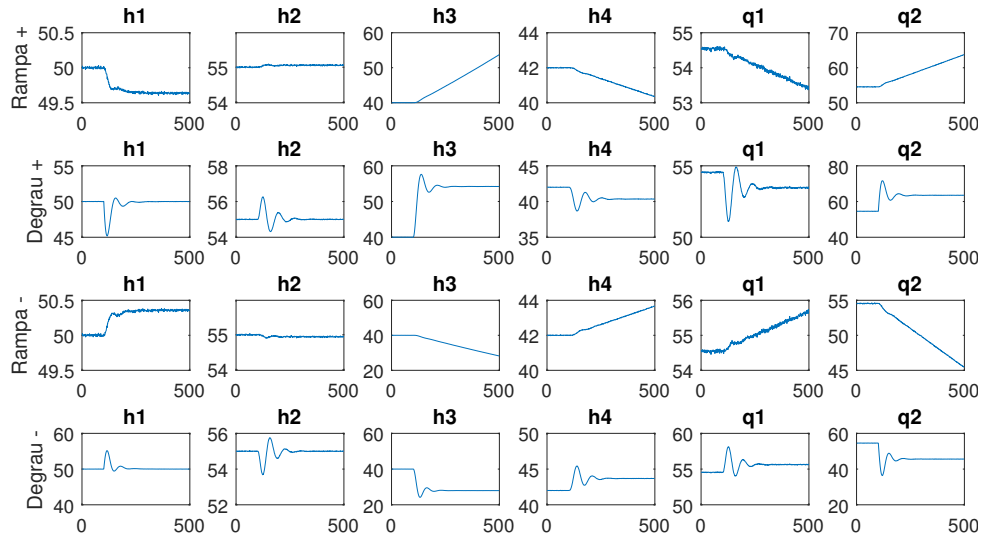 h1 h2 h3 h4 q1 q2
Rampa +
50.5 50 49.5 0 500
55 54 0 500
60 50 40 0 500
44 42 40 0 500
55 54 53 0 500
70 60 50 0 500
h1 h2 h3 h4 q1 q2
Degrau +
55 50 45 0 500
58 56 54 0 500
60 50 40 0 500
45 40 35 0 500
55 50 0 500
80 60 40 0 500
h1 h2 h3 h4 q1 q2
Rampa -
50.5 50 49.5 0 500
55 54 0 500
60 40 20 0 500
44 42 40 0 500
56 55 54 0 500
55 50 45 0 500
h1 h2 h3 h4 q1 q2
Degrau -
60 50 40 0 500
56 54 52 0 500
60 40 20 0 500
50 45 40 0 500
60 55 50 0 500
60 40 20 0 500